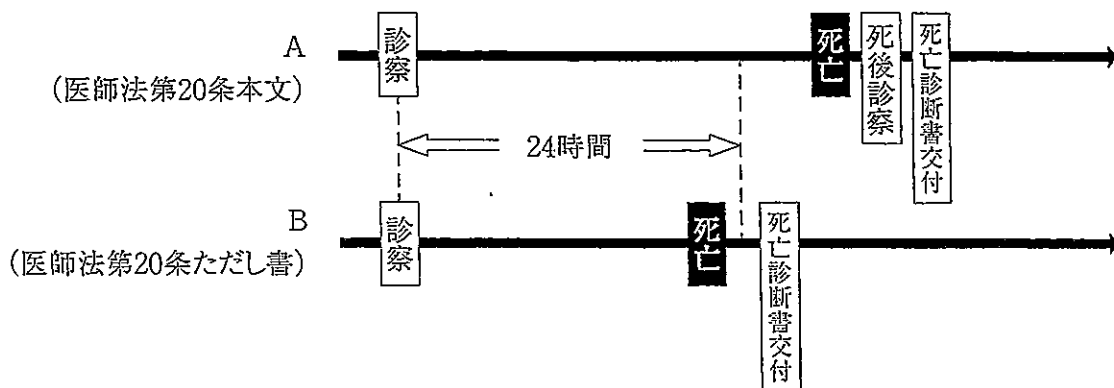 A
(医師法第20条本文)
診察
死亡
死後診察
死亡診断書交付
24時間
B
(医師法第20条ただし書)
診察
死亡
死亡診断書交付